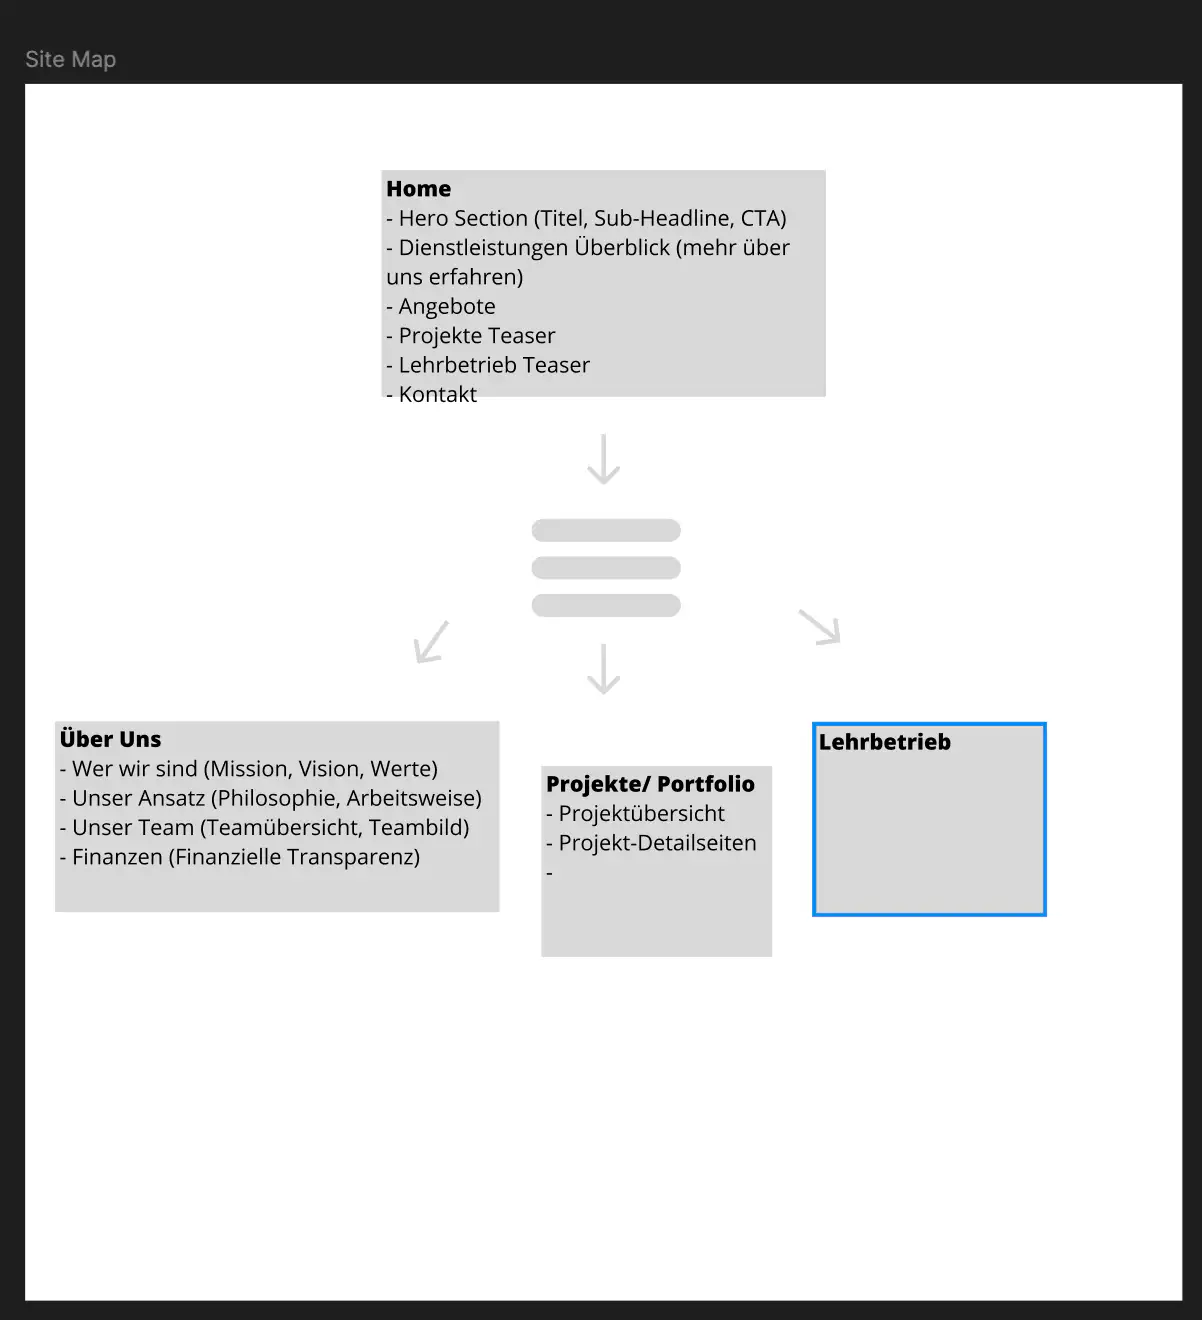 Site Map
Home
- Hero Section (Titel, Sub-Headline, CTA)
- Dienstleistungen Überblick (mehr über
uns erfahren)
- Angebote
- Projekte Teaser
- Lehrbetrieb Teaser
- Kontakt
Über Uns
- Wer wir sind (Mission, Vision, Werte)
- Unser Ansatz (Philosophie, Arbeitsweise)
- Unser Team (Teamübersicht, Teambild)
- Finanzen (Finanzielle Transparenz)
Projekte/ Portfolio
- Projektübersicht
- Projekt-Detailseiten
-
Lehrbetrieb